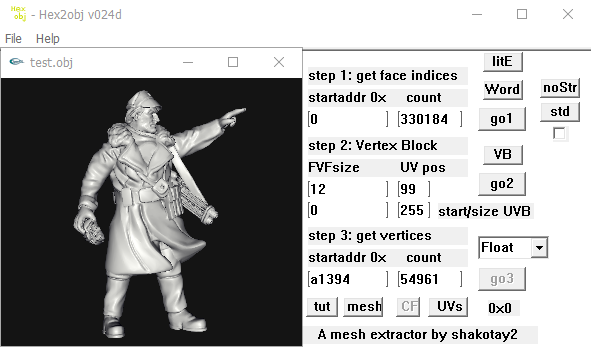 Hex obj - Hex2obj v024d
File Help
test.obj
litE
step 1: get face indices
Word
noStr
startaddr 0x count
std
0 330184
go1
step 2: Vertex Block
VB
FVFsize UV pos
12 99
go2
0 255 start/size UVB
step 3: get vertices
Float
startaddr 0x count
a1394 54961
go3
tut mesh CF UVs 0x0
A mesh extractor by shakotay2